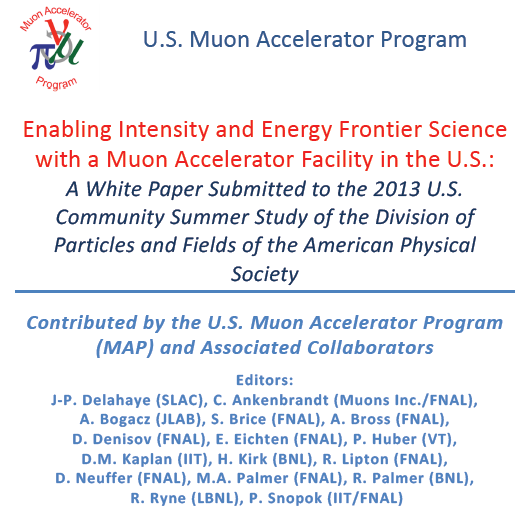 Muon Accelerator
Program
U.S. Muon Accelerator Program
Enabling Intensity and Energy Frontier Science
with a Muon Accelerator Facility in the U.S.:
A White Paper Submitted to the 2013 U.S.
Community Summer Study of the Division of
Particles and Fields of the American Physical
Society
Contributed by the U.S. Muon Accelerator Program
(MAP) and Associated Collaborators
Editors:
J-P. Delahaye (SLAC), C. Ankenbrandt (Muons Inc./FNAL),
A. Bogacz (JLAB), S. Brice (FNAL), A. Bross (FNAL),
D. Denisov (FNAL), E. Eichten (FNAL), P. Huber (VT),
D.M. Kaplan (IIT), H. Kirk (BNL), R. Lipton (FNAL),
D. Neuffer (FNAL), M.A. Palmer (FNAL), R. Palmer (BNL),
R. Ryne (LBNL), P. Snopok (IIT/FNAL)